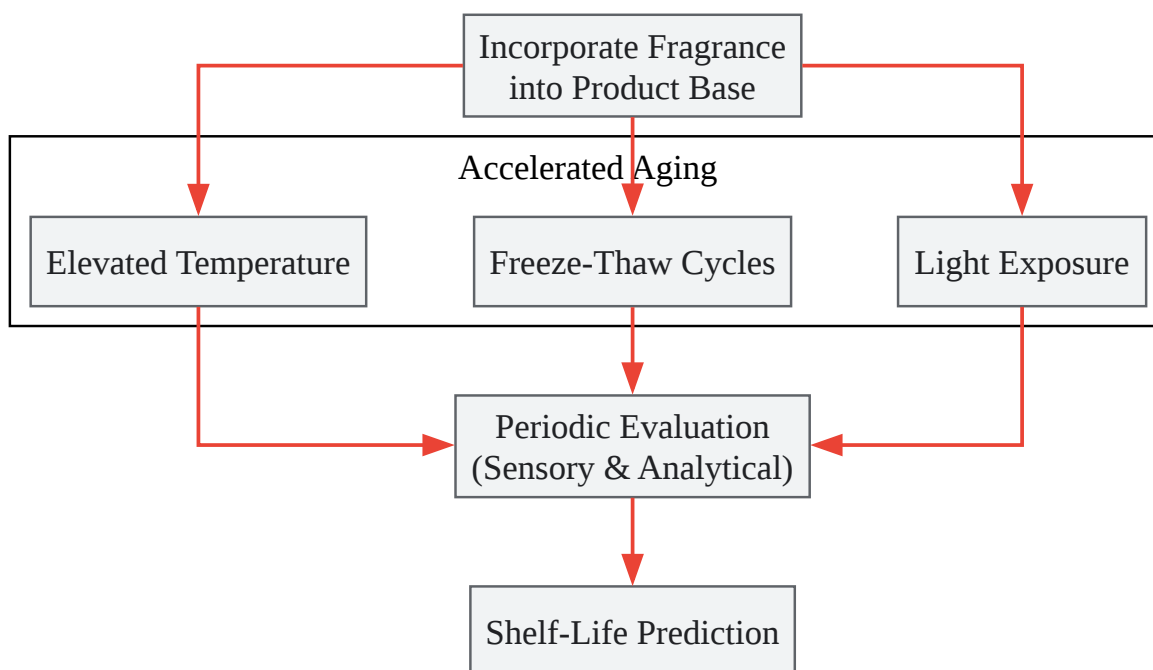 Incorporate Fragrance
into Product Base
Accelerated Aging
Elevated Temperature
Freeze-Thaw Cycles
Light Exposure
Periodic Evaluation
(Sensory & Analytical)
Shelf-Life Prediction